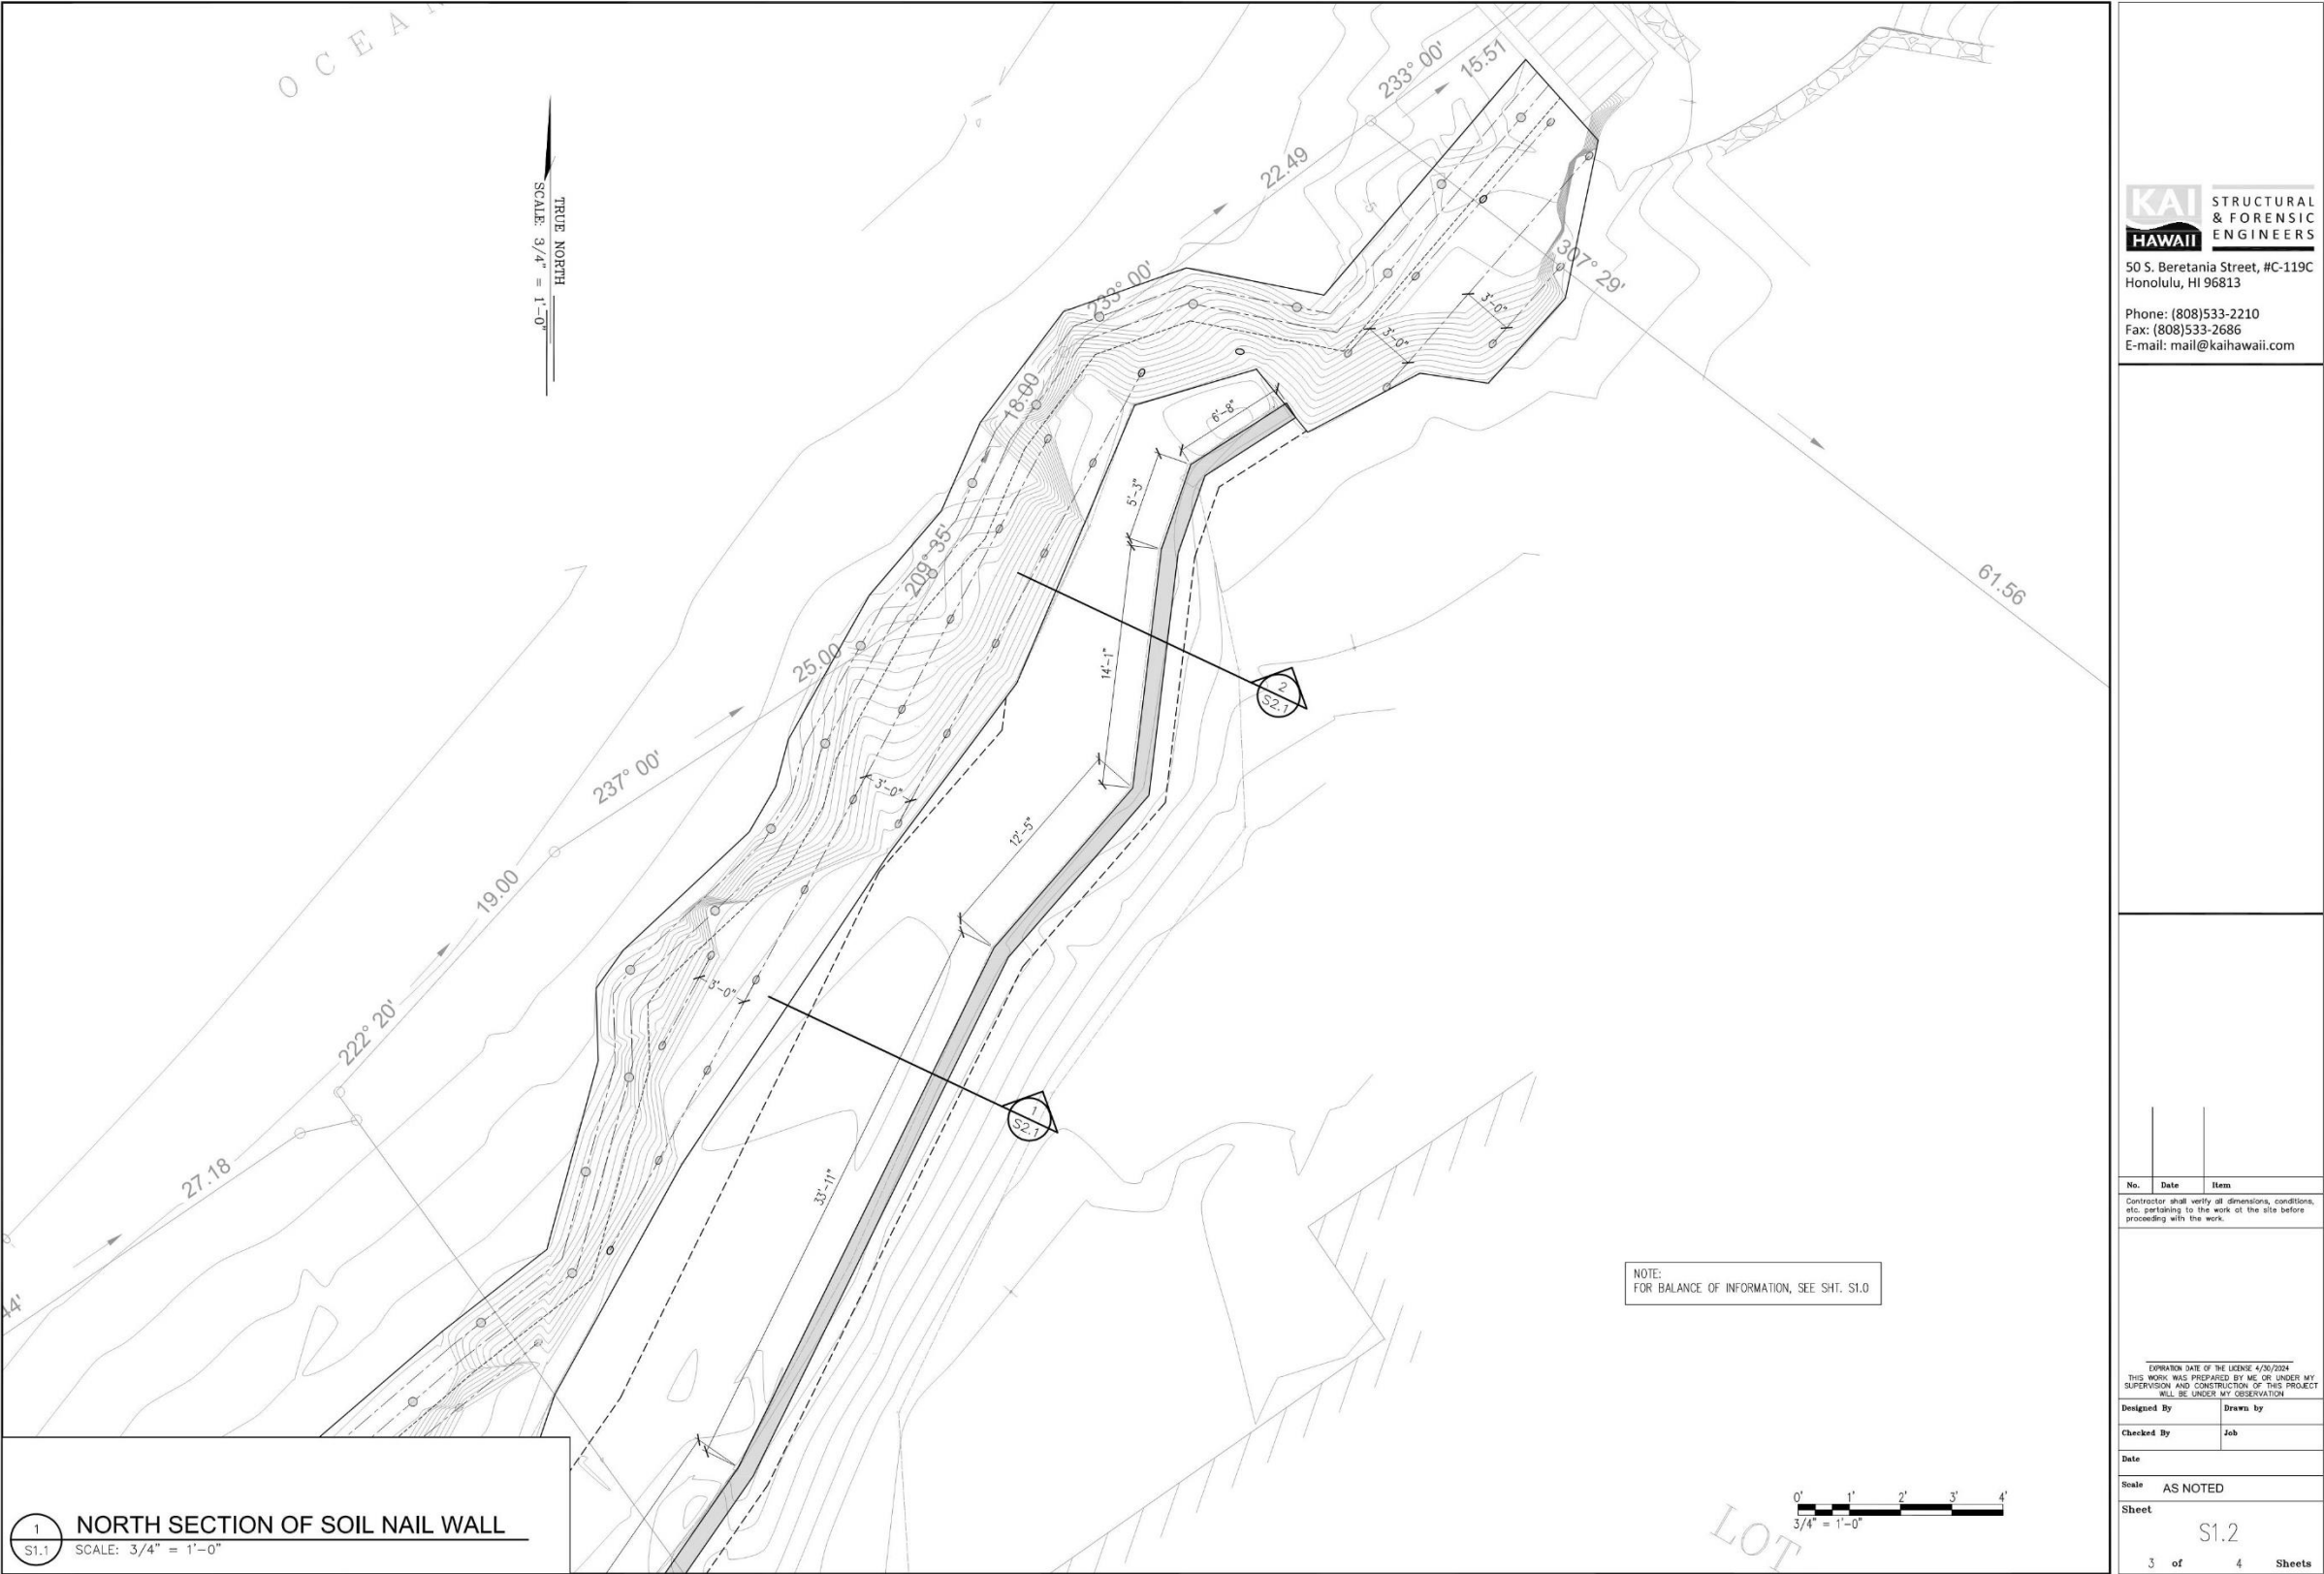 OCEAN
TRUE NORTH
SCALE: 3/4" = 1'-0"
233° 00'
15.51
22.49
233° 00'
307° 29'
3'-0"
3'-0"
18.00
6'-8"
5'-3"
209° 35'
61.56
25.00
14'-1"
2
S2.1
237° 00'
3'-0"
12'-5"
19.00
3'-0"
222° 20'
1
S2.1
27.18
33'-11"
44'
NOTE:
FOR BALANCE OF INFORMATION, SEE SHT. S1.0
0' 1' 2' 3' 4'
3/4" = 1'-0"
LOT
1
S1.1
NORTH SECTION OF SOIL NAIL WALL
SCALE: 3/4" = 1'-0"
KAI
HAWAII
STRUCTURAL
& FORENSIC
ENGINEERS
50 S. Beretania Street, #C-119C
Honolulu, HI 96813
Phone: (808)533-2210
Fax: (808)533-2686
E-mail: mail@kaihawaii.com
No. Date Item
Contractor shall verify all dimensions, conditions,
etc. pertaining to the work at the site before
proceeding with the work.
EXPIRATION DATE OF THE LICENSE 4/30/2024
THIS WORK WAS PREPARED BY ME OR UNDER MY
SUPERVISION AND CONSTRUCTION OF THIS PROJECT
WILL BE UNDER MY OBSERVATION
Designed By Drawn by
Checked By Job
Date
Scale AS NOTED
Sheet
S1.2
3 of 4 Sheets